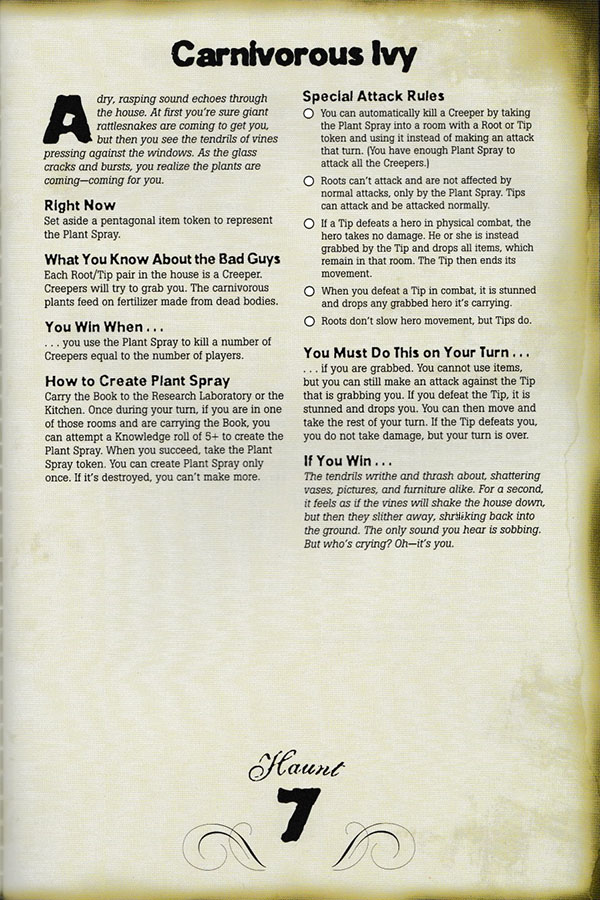 Carnivorous Ivy
A dry, rasping sound echoes through
the house. At first you're sure giant
rattlesnakes are coming to get you,
but then you see the tendrils of vines
pressing against the windows. As the glass
cracks and bursts, you realize the plants are
coming—coming for you.
Right Now
Set aside a pentagonal item token to represent
the Plant Spray.
What You Know About the Bad Guys
Each Root/Tip pair in the house is a Creeper.
Creepers will try to grab you. The carnivorous
plants feed on fertilizer made from dead bodies.
You Win When . . .
. . . you use the Plant Spray to kill a number of
Creepers equal to the number of players.
How to Create Plant Spray
Carry the Book to the Research Laboratory or the
Kitchen. Once during your turn, if you are in one
of those rooms and are carrying the Book, you
can attempt a Knowledge roll of 5+ to create the
Plant Spray. When you succeed, take the Plant
Spray token. You can create Plant Spray only
once. If it's destroyed, you can't make more.
Special Attack Rules
You can automatically kill a Creeper by taking
the Plant Spray into a room with a Root or Tip
token and using it instead of making an attack
that turn. (You have enough Plant Spray to
attack all the Creepers.)
Roots can't attack and are not affected by
normal attacks, only by the Plant Spray. Tips
can attack and be attacked normally.
If a Tip defeats a hero in physical combat, the
hero takes no damage. He or she is instead
grabbed by the Tip and drops all items, which
remain in that room. The Tip then ends its
movement.
When you defeat a Tip in combat, it is stunned
and drops any grabbed hero it's carrying.
Roots don't slow hero movement, but Tips do.
You Must Do This on Your Turn . . .
. . . if you are grabbed. You cannot use items,
but you can still make an attack against the Tip
that is grabbing you. If you defeat the Tip, it is
stunned and drops you. You can then move and
take the rest of your turn. If the Tip defeats you,
you do not take damage, but your turn is over.
If You Win . . .
The tendrils writhe and thrash about, shattering
vases, pictures, and furniture alike. For a second,
it feels as if the vines will shake the house down,
but then they slither away, shrinking back into
the ground. The only sound you hear is sobbing.
But who's crying? Oh—it's you.
Haunt
7